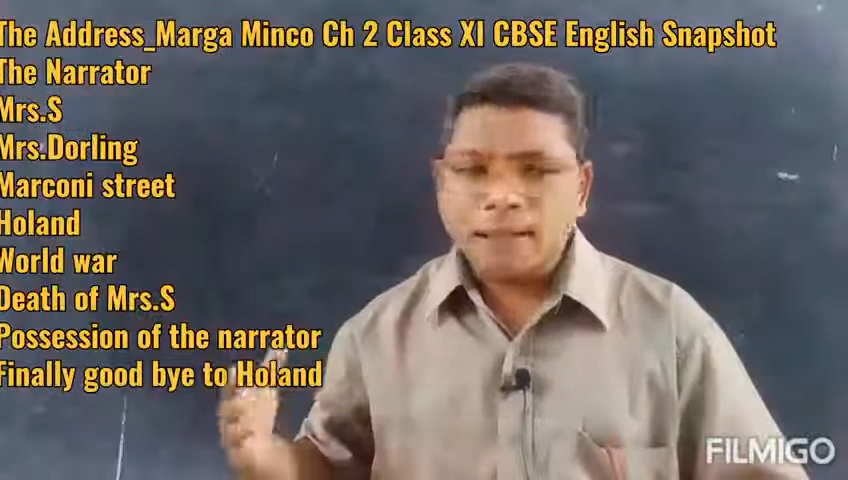 The Address_Marga Minco Ch 2 Class XI CBSE English Snapshot
The Narrator
Mrs.S
Mrs.Dorling
Marconi street
Holand
World war
Death of Mrs.S
Possession of the narrator
Finally good bye to Holand
FILMIGO